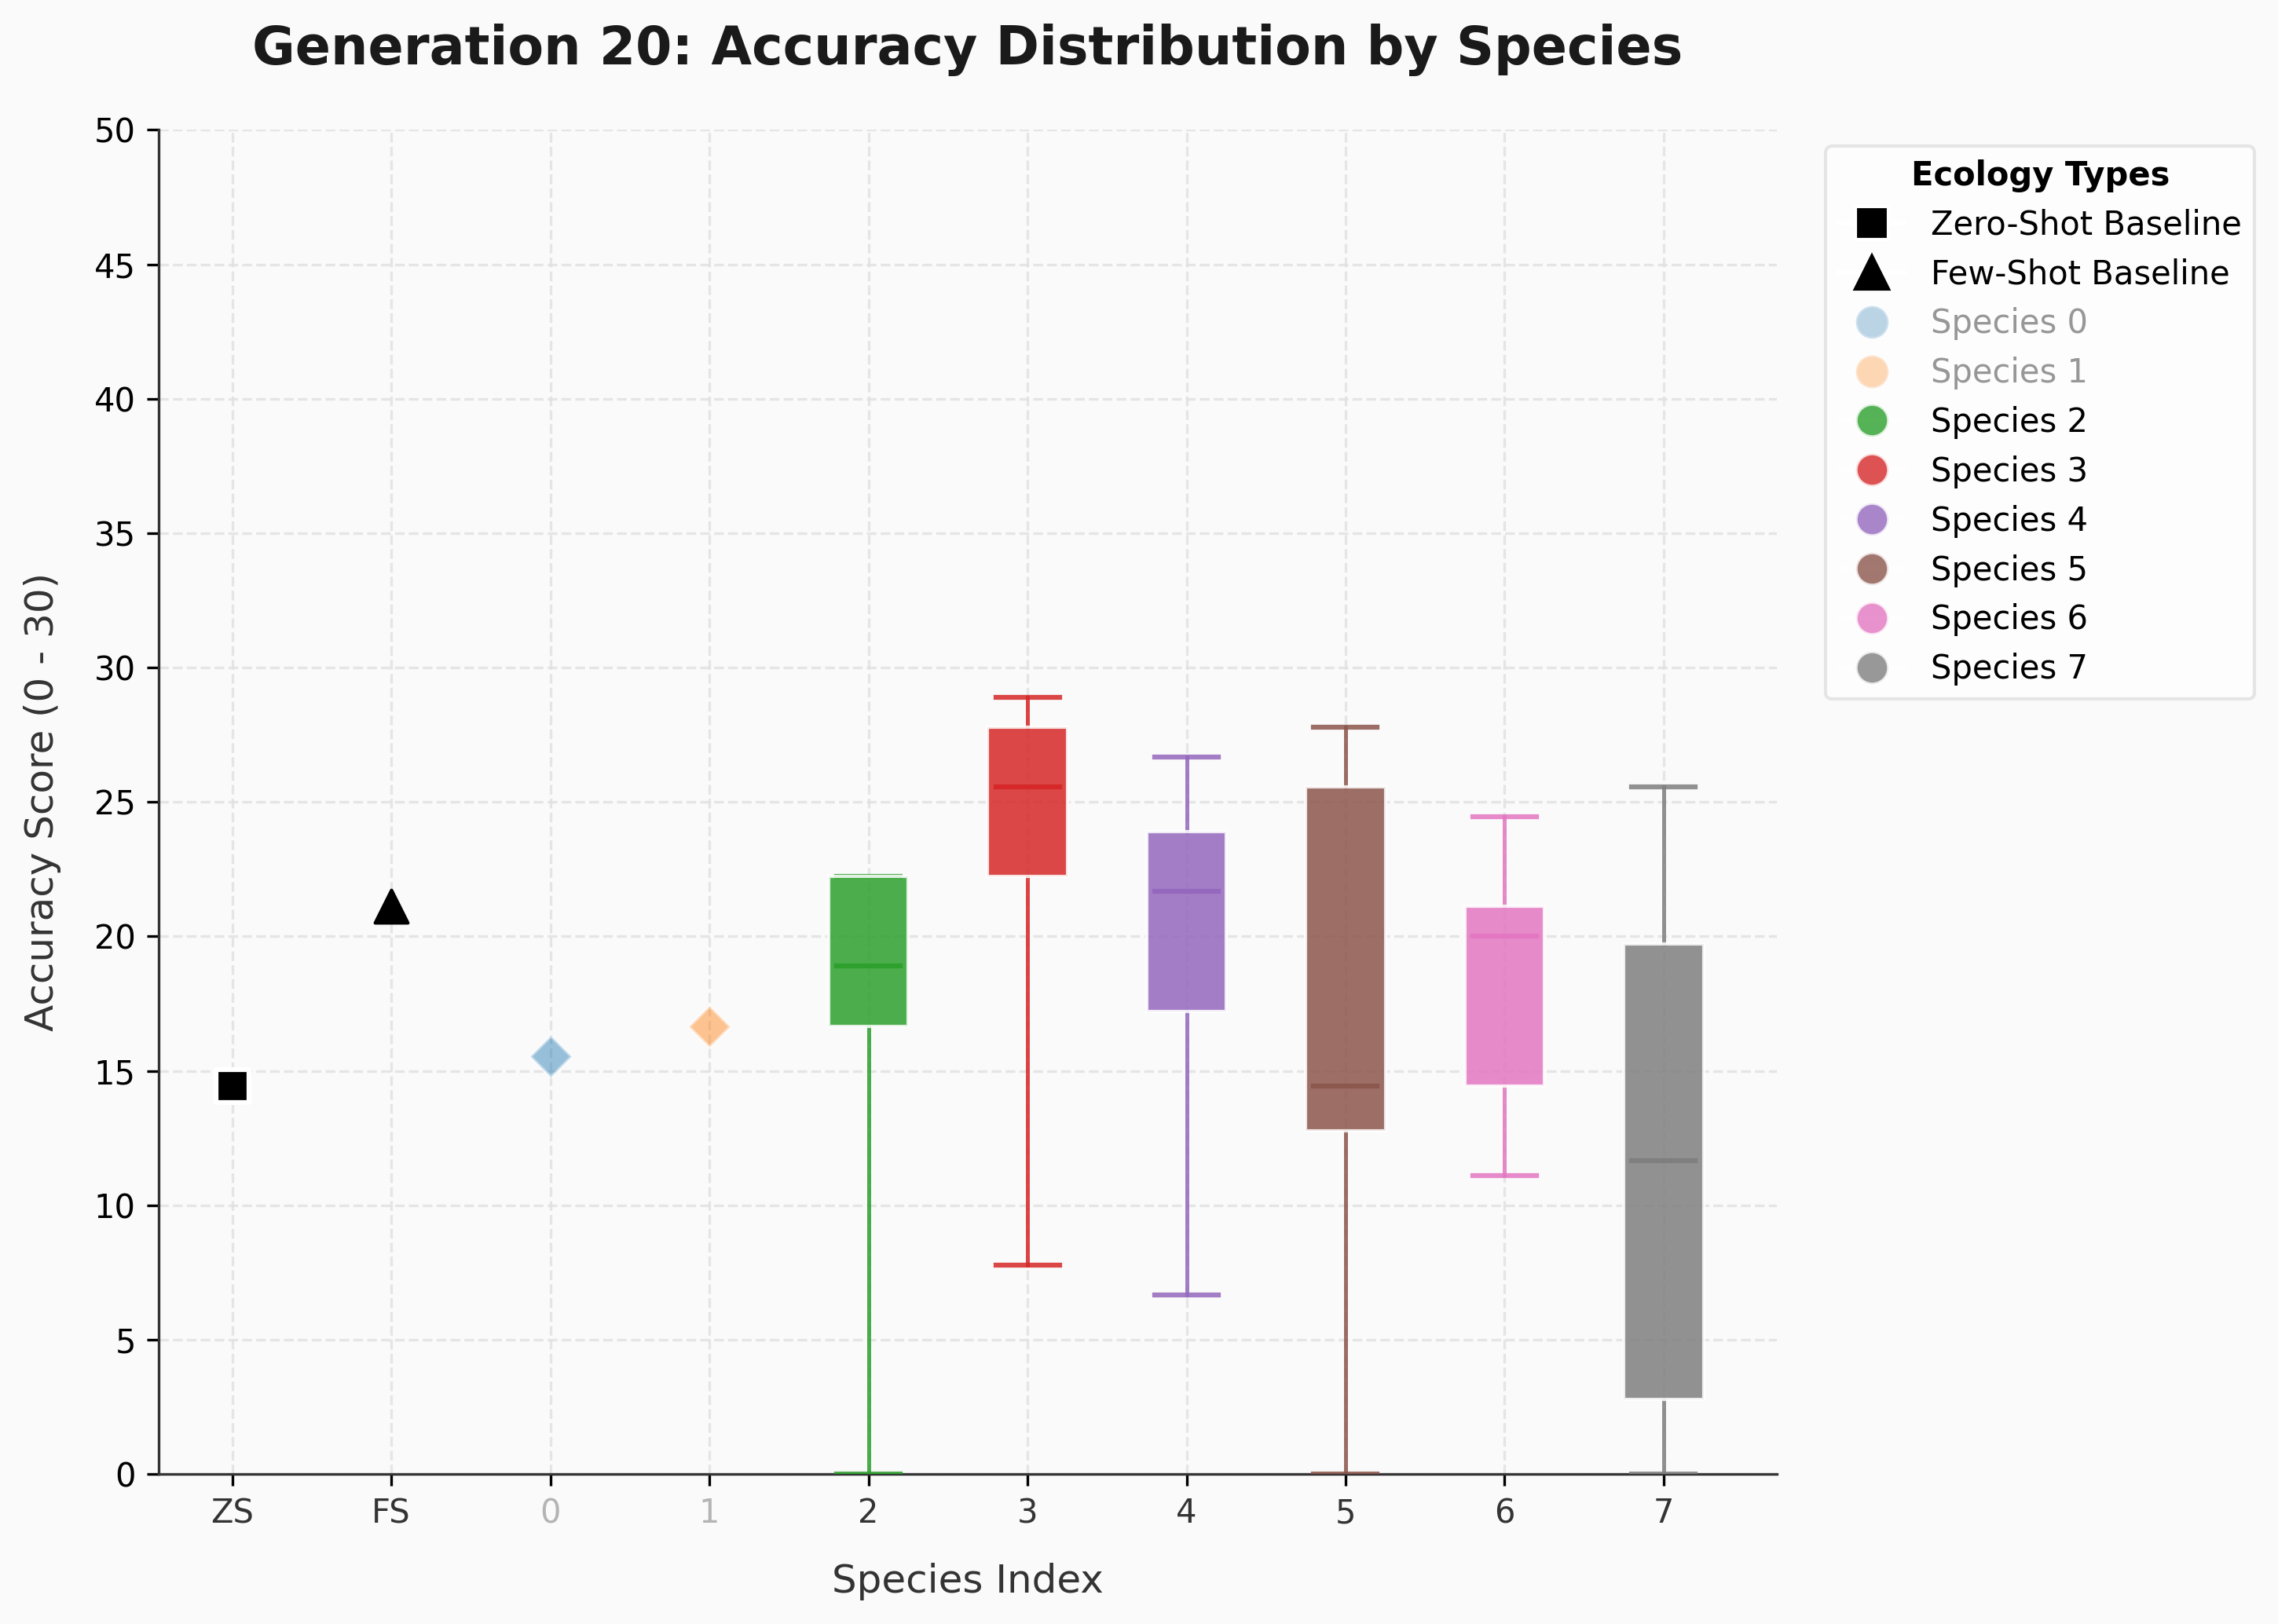 Generation 20: Accuracy Distribution by Species
50
45
40
35
30
25
20
15
10
5
0
Accuracy Score (0 - 30)
ZS FS 0 1 2 3 4 5 6 7
Species Index
Ecology Types
Zero-Shot Baseline
Few-Shot Baseline
Species 0
Species 1
Species 2
Species 3
Species 4
Species 5
Species 6
Species 7